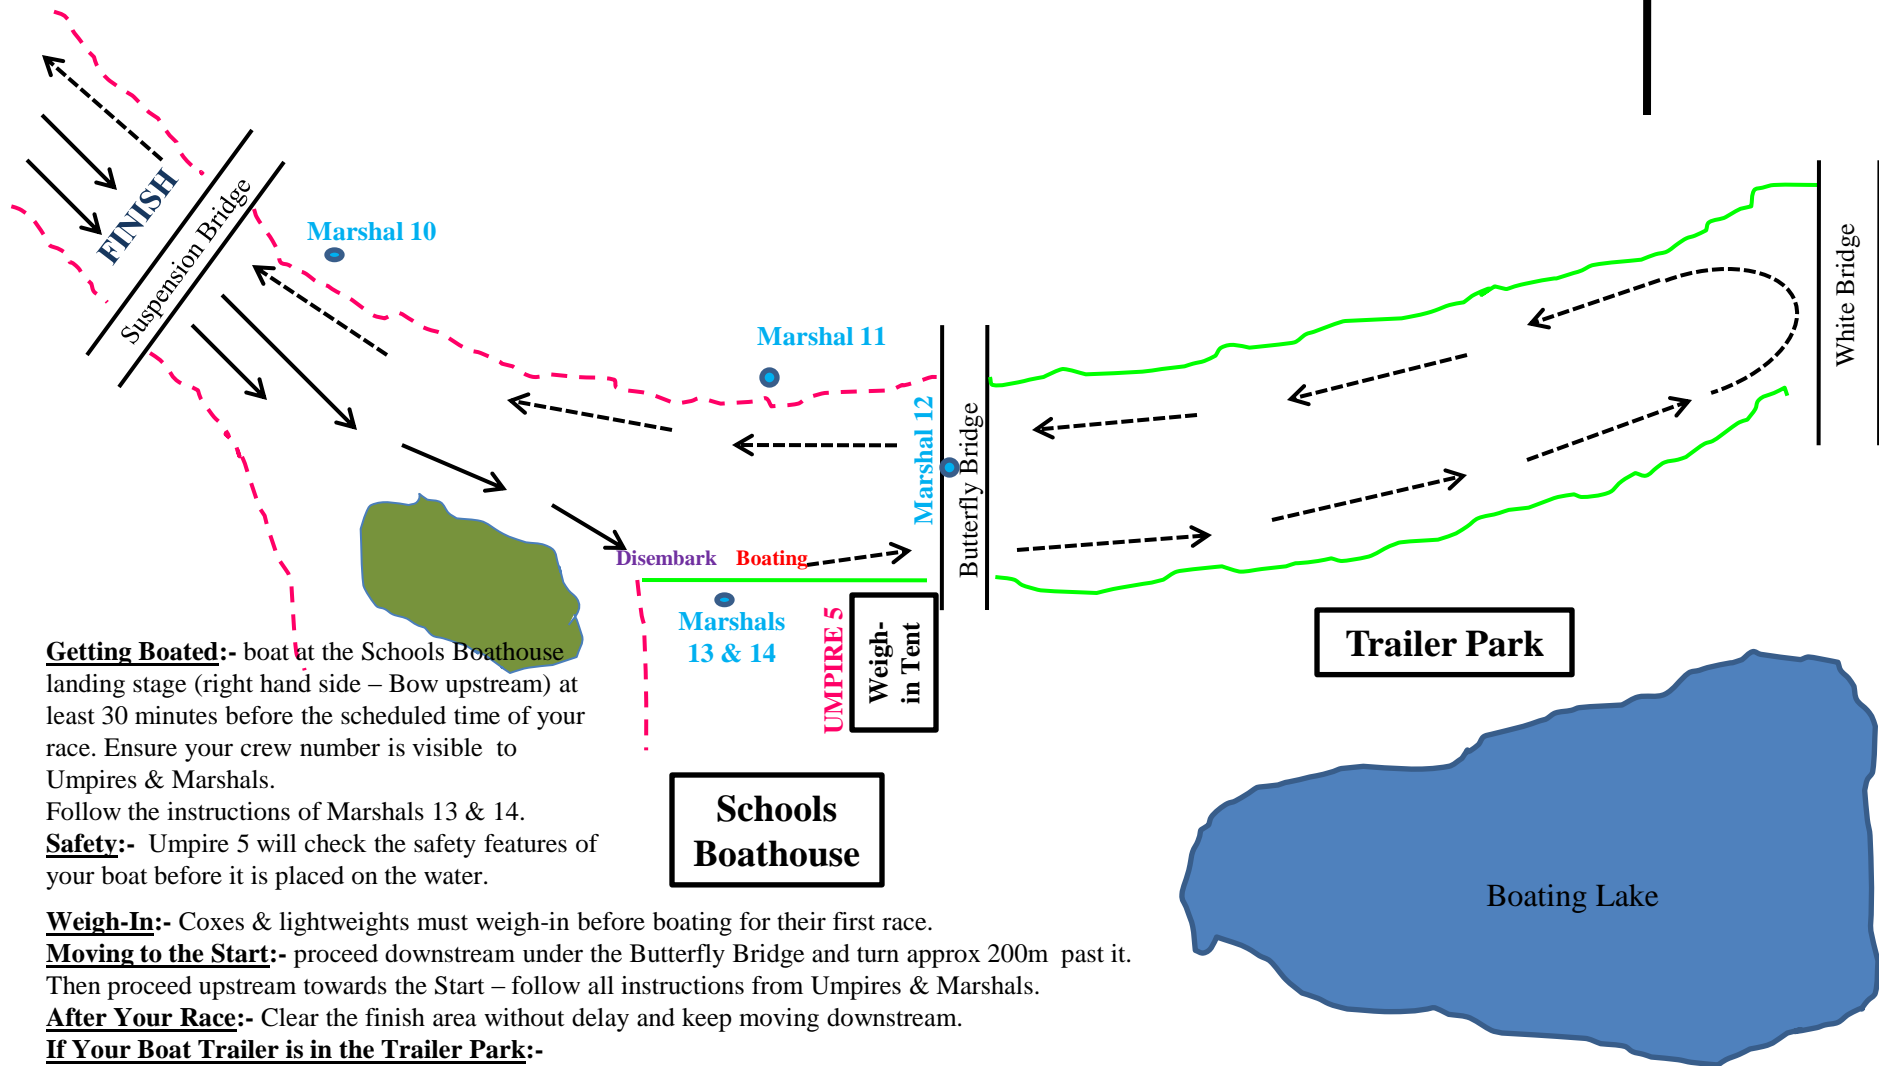 FINISH
Suspension Bridge
Marshal 10
Marshal 11
Marshal 12
Butterfly Bridge
White Bridge
Disembark
Boating
Marshals
13 & 14
UMPIRE 5
Weigh-
in Tent
Trailer Park
Schools
Boathouse
Boating Lake
Getting Boated:- boat at the Schools Boathouse
landing stage (right hand side – Bow upstream) at
least 30 minutes before the scheduled time of your
race. Ensure your crew number is visible to
Umpires & Marshals.
Follow the instructions of Marshals 13 & 14.
Safety:- Umpire 5 will check the safety features of
your boat before it is placed on the water.
Weigh-In:- Coxes & lightweights must weigh-in before boating for their first race.
Moving to the Start:- proceed downstream under the Butterfly Bridge and turn approx 200m past it.
Then proceed upstream towards the Start – follow all instructions from Umpires & Marshals.
After Your Race:- Clear the finish area without delay and keep moving downstream.
If Your Boat Trailer is in the Trailer Park:-